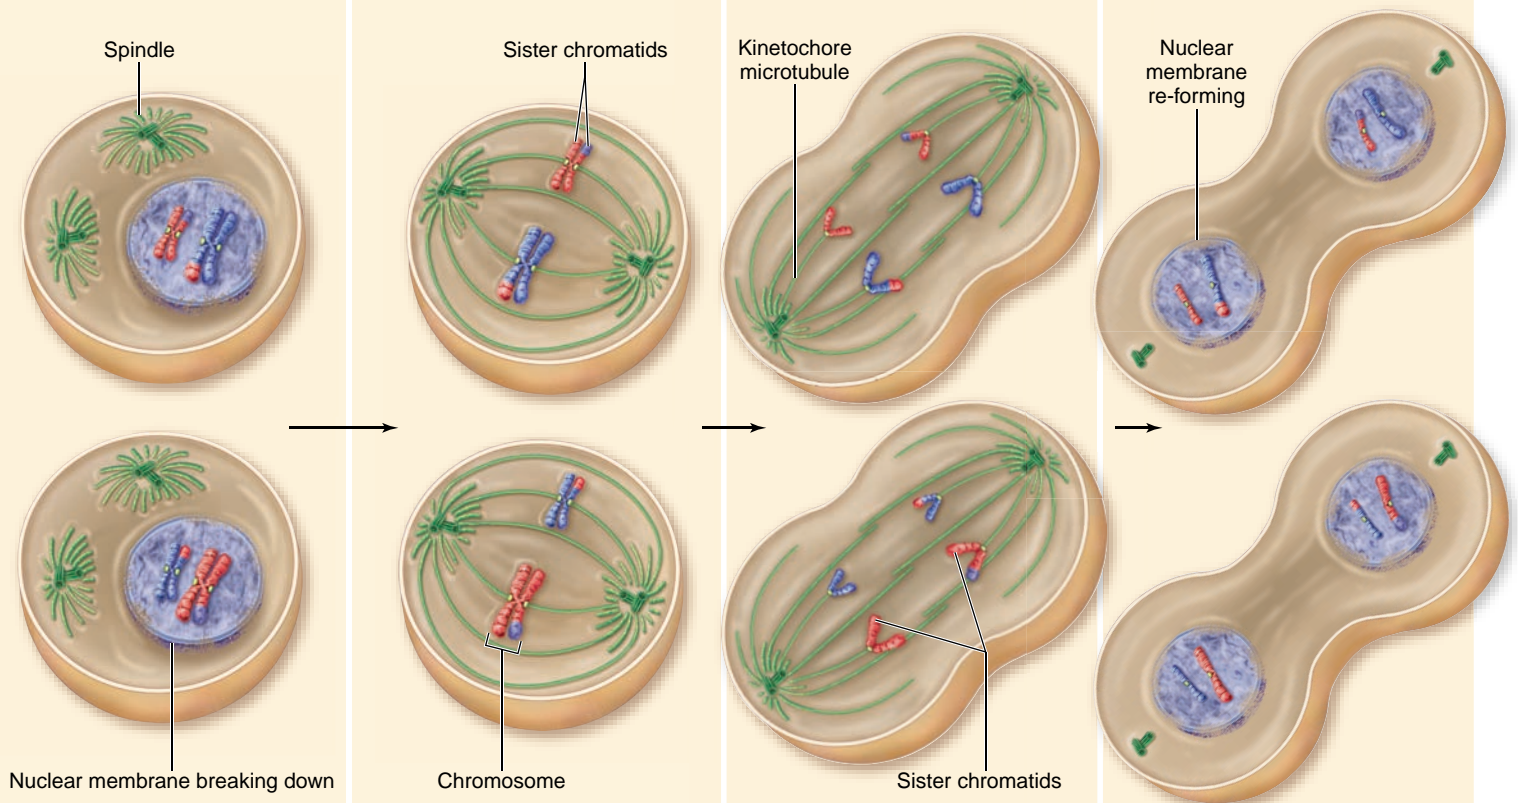 Spindle
Sister chromatids
Kinetochore
microtubule
Nuclear
membrane
re-forming
Nuclear membrane breaking down
Chromosome
Sister chromatids